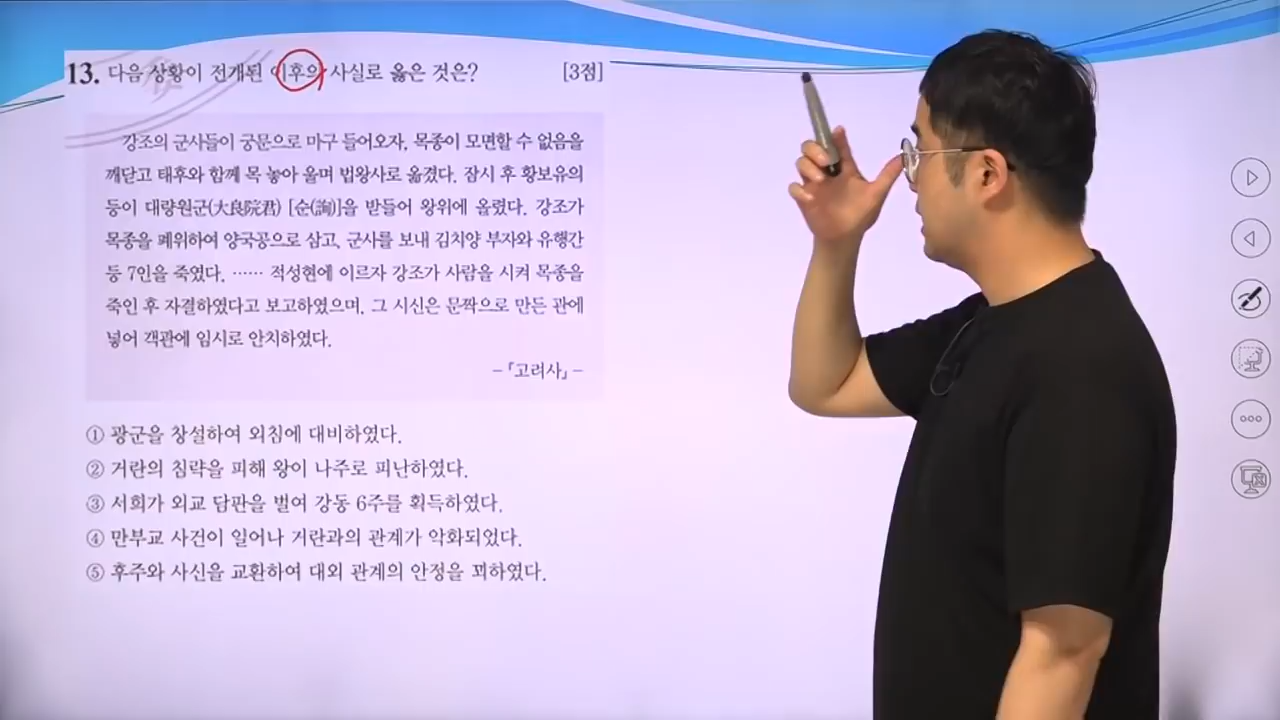 13. 다음 상황이 전개된 이후의 사실로 옳은 것은? [3점]
강조의 군사들이 궁문으로 마구 들어오자, 목종이 모면할 수 없음을
깨닫고 태후와 함께 목 놓아 울며 법왕사로 옮겼다. 잠시 후 황보유의
등이 대량원군(大良院君) [순(詢)]을 받들어 왕위에 올렸다. 강조가
목종을 폐위하여 양국공으로 삼고, 군사를 보내 김치양 부자와 유행간
등 7인을 죽였다. …… 적성현에 이르자 강조가 사람을 시켜 목종을
죽인 후 자결하였다고 보고하였으며, 그 시신은 문짝으로 만든 관에
넣어 객관에 임시로 안치하였다.
-「고려사」-
① 광군을 창설하여 외침에 대비하였다.
② 거란의 침략을 피해 왕이 나주로 피난하였다.
③ 서희가 외교 담판을 벌여 강동 6주를 획득하였다.
④ 만부교 사건이 일어나 거란과의 관계가 악화되었다.
⑤ 후주와 사신을 교환하여 대외 관계의 안정을 꾀하였다.